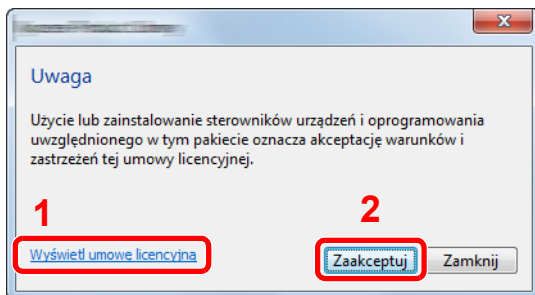 Uwaga
Użycie lub zainstalowanie sterowników urządzeń i oprogramowania
uwzględnionego w tym pakiecie oznacza akceptację warunków i
zastrzeżeń tej umowy licencyjnej.
1
2
Wyświetl umowę licencyjną
Zaakceptuj
Zamknij